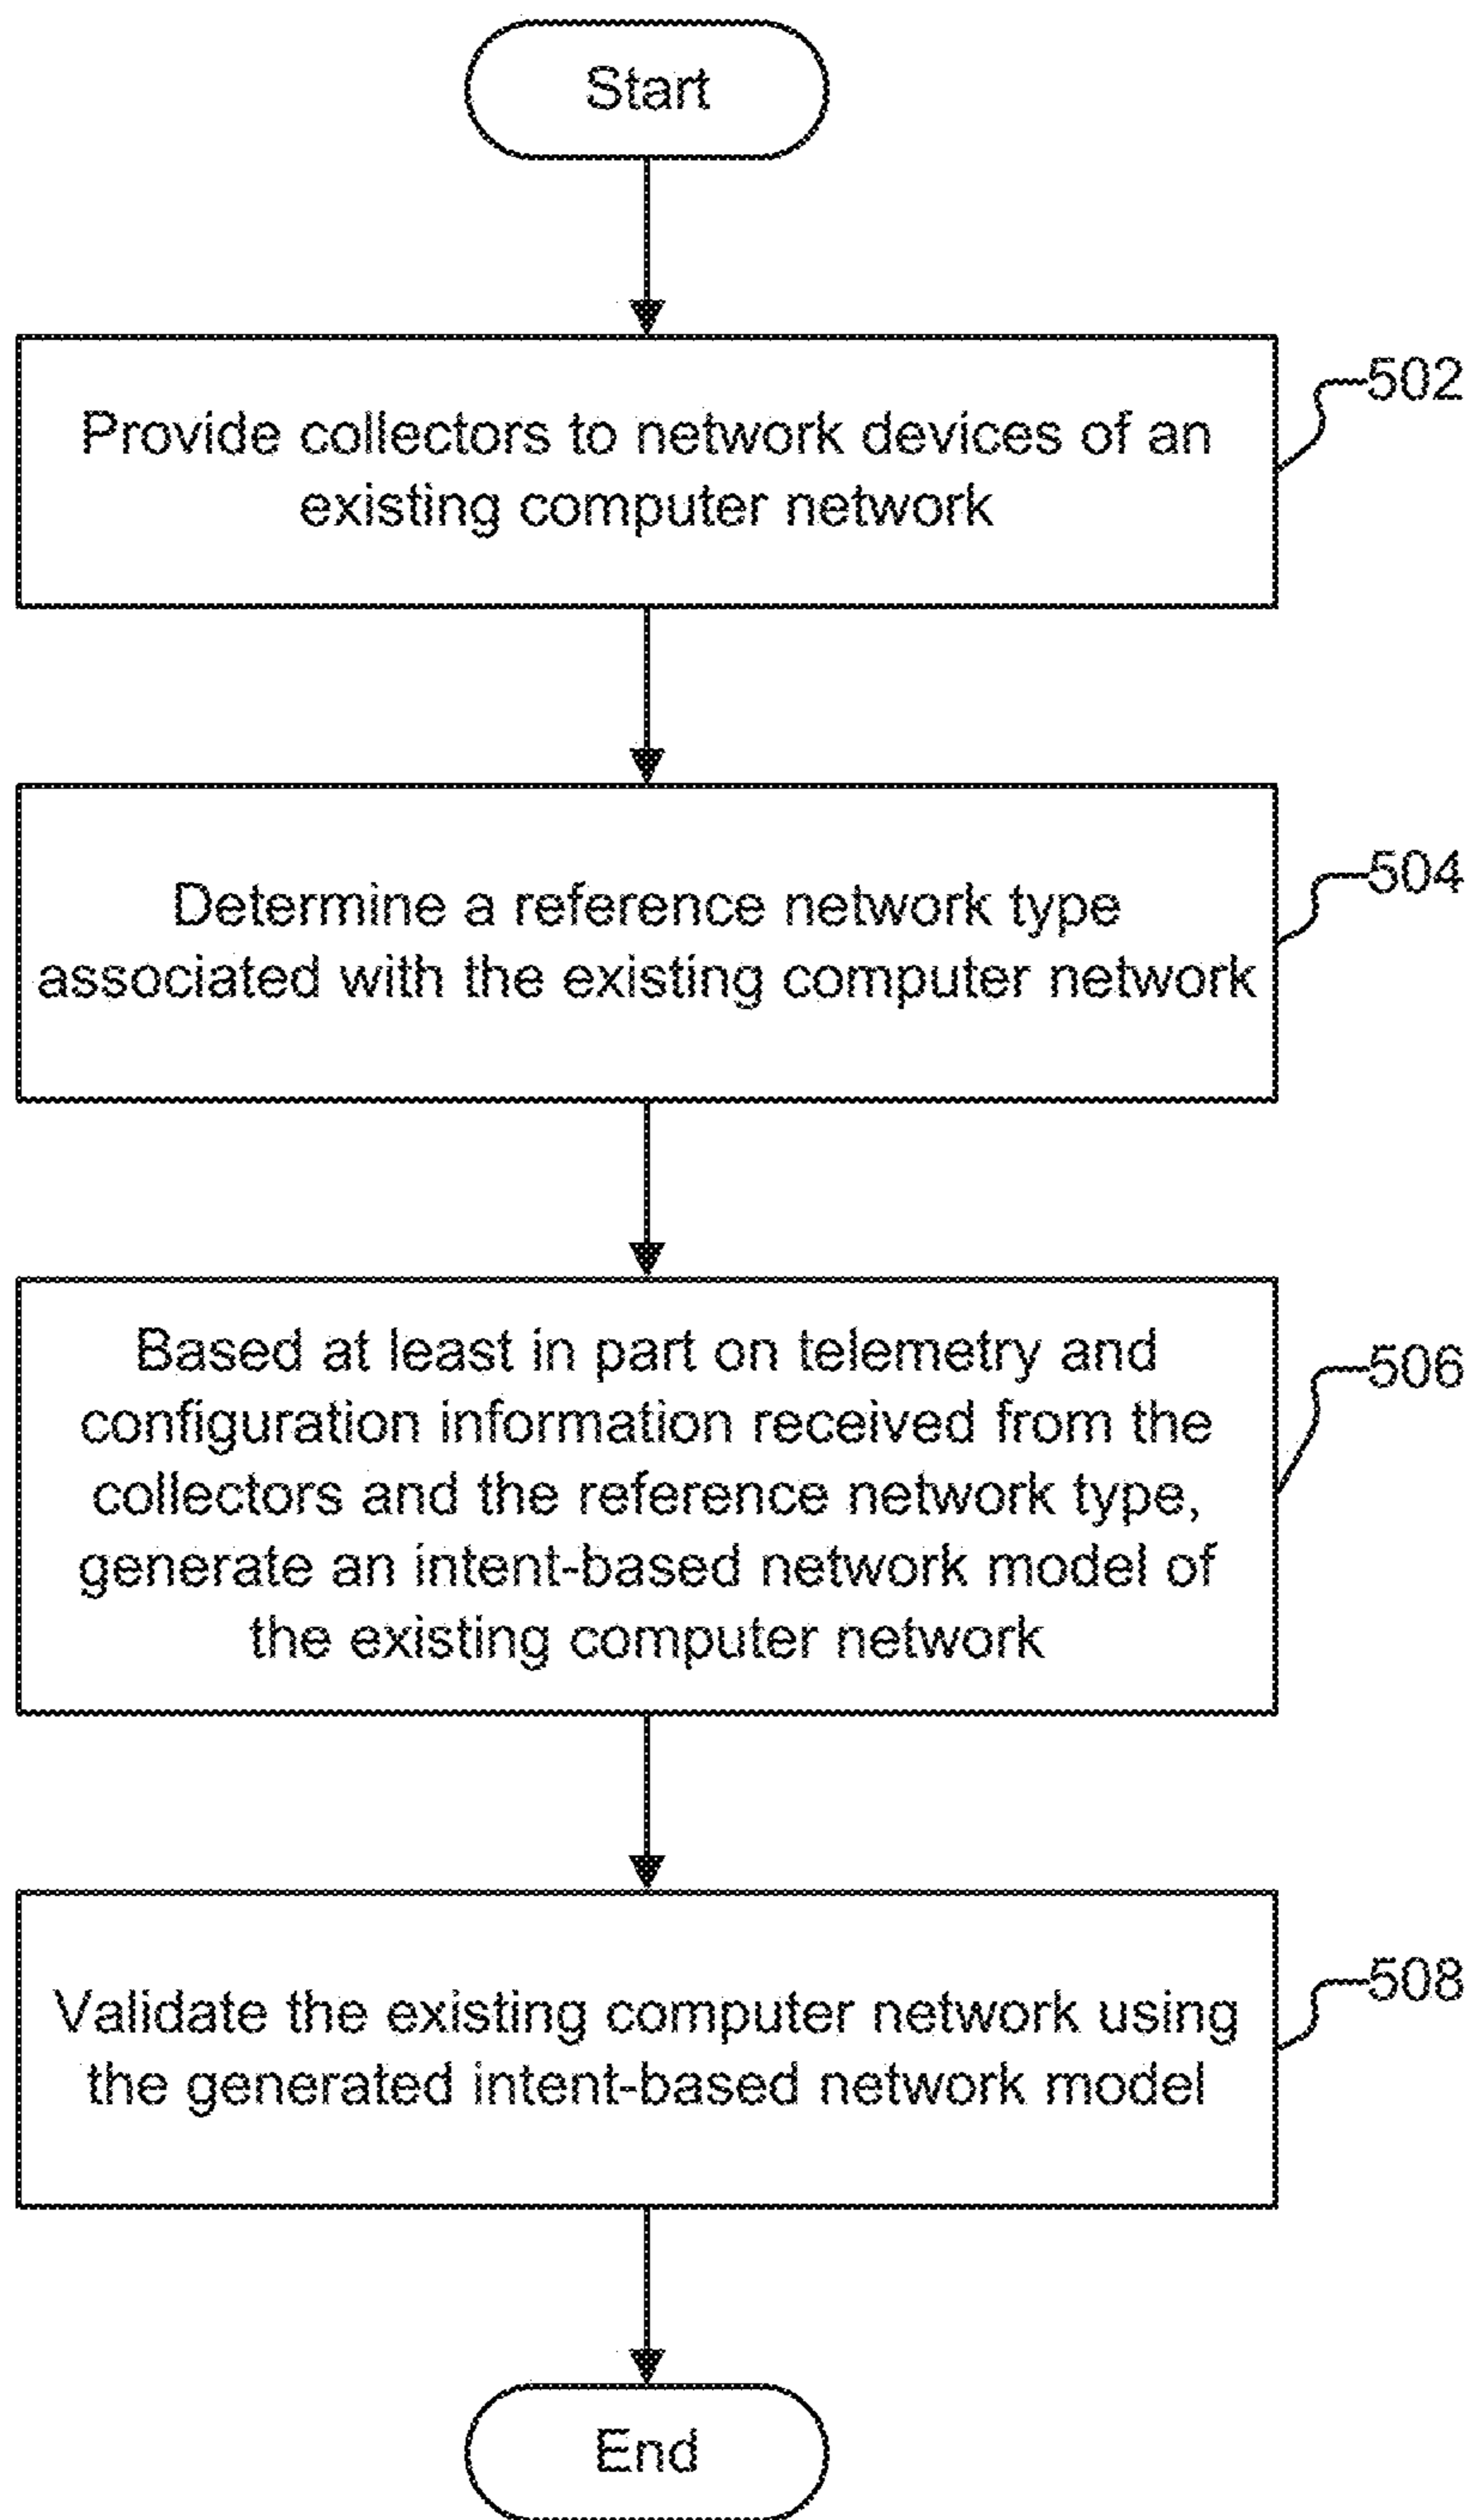 Start
502
Provide collectors to network devices of an
existing computer network
504
Determine a reference network type
associated with the existing computer network
506
Based at least in part on telemetry and
configuration information received from the
collectors and the reference network type,
generate an intent-based network model of
the existing computer network
508
Validate the existing computer network using
the generated intent-based network model
End